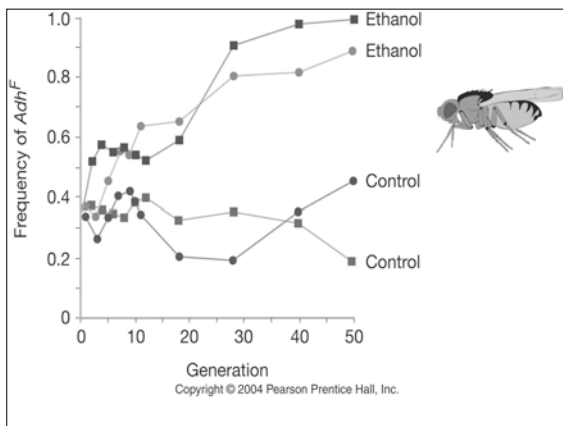 1.0
0.8
0.6
0.4
0.2
0
Frequency of Adh^F
Ethanol
Ethanol
Control
Control
0 10 20 30 40 50
Generation
Copyright © 2004 Pearson Prentice Hall, Inc.